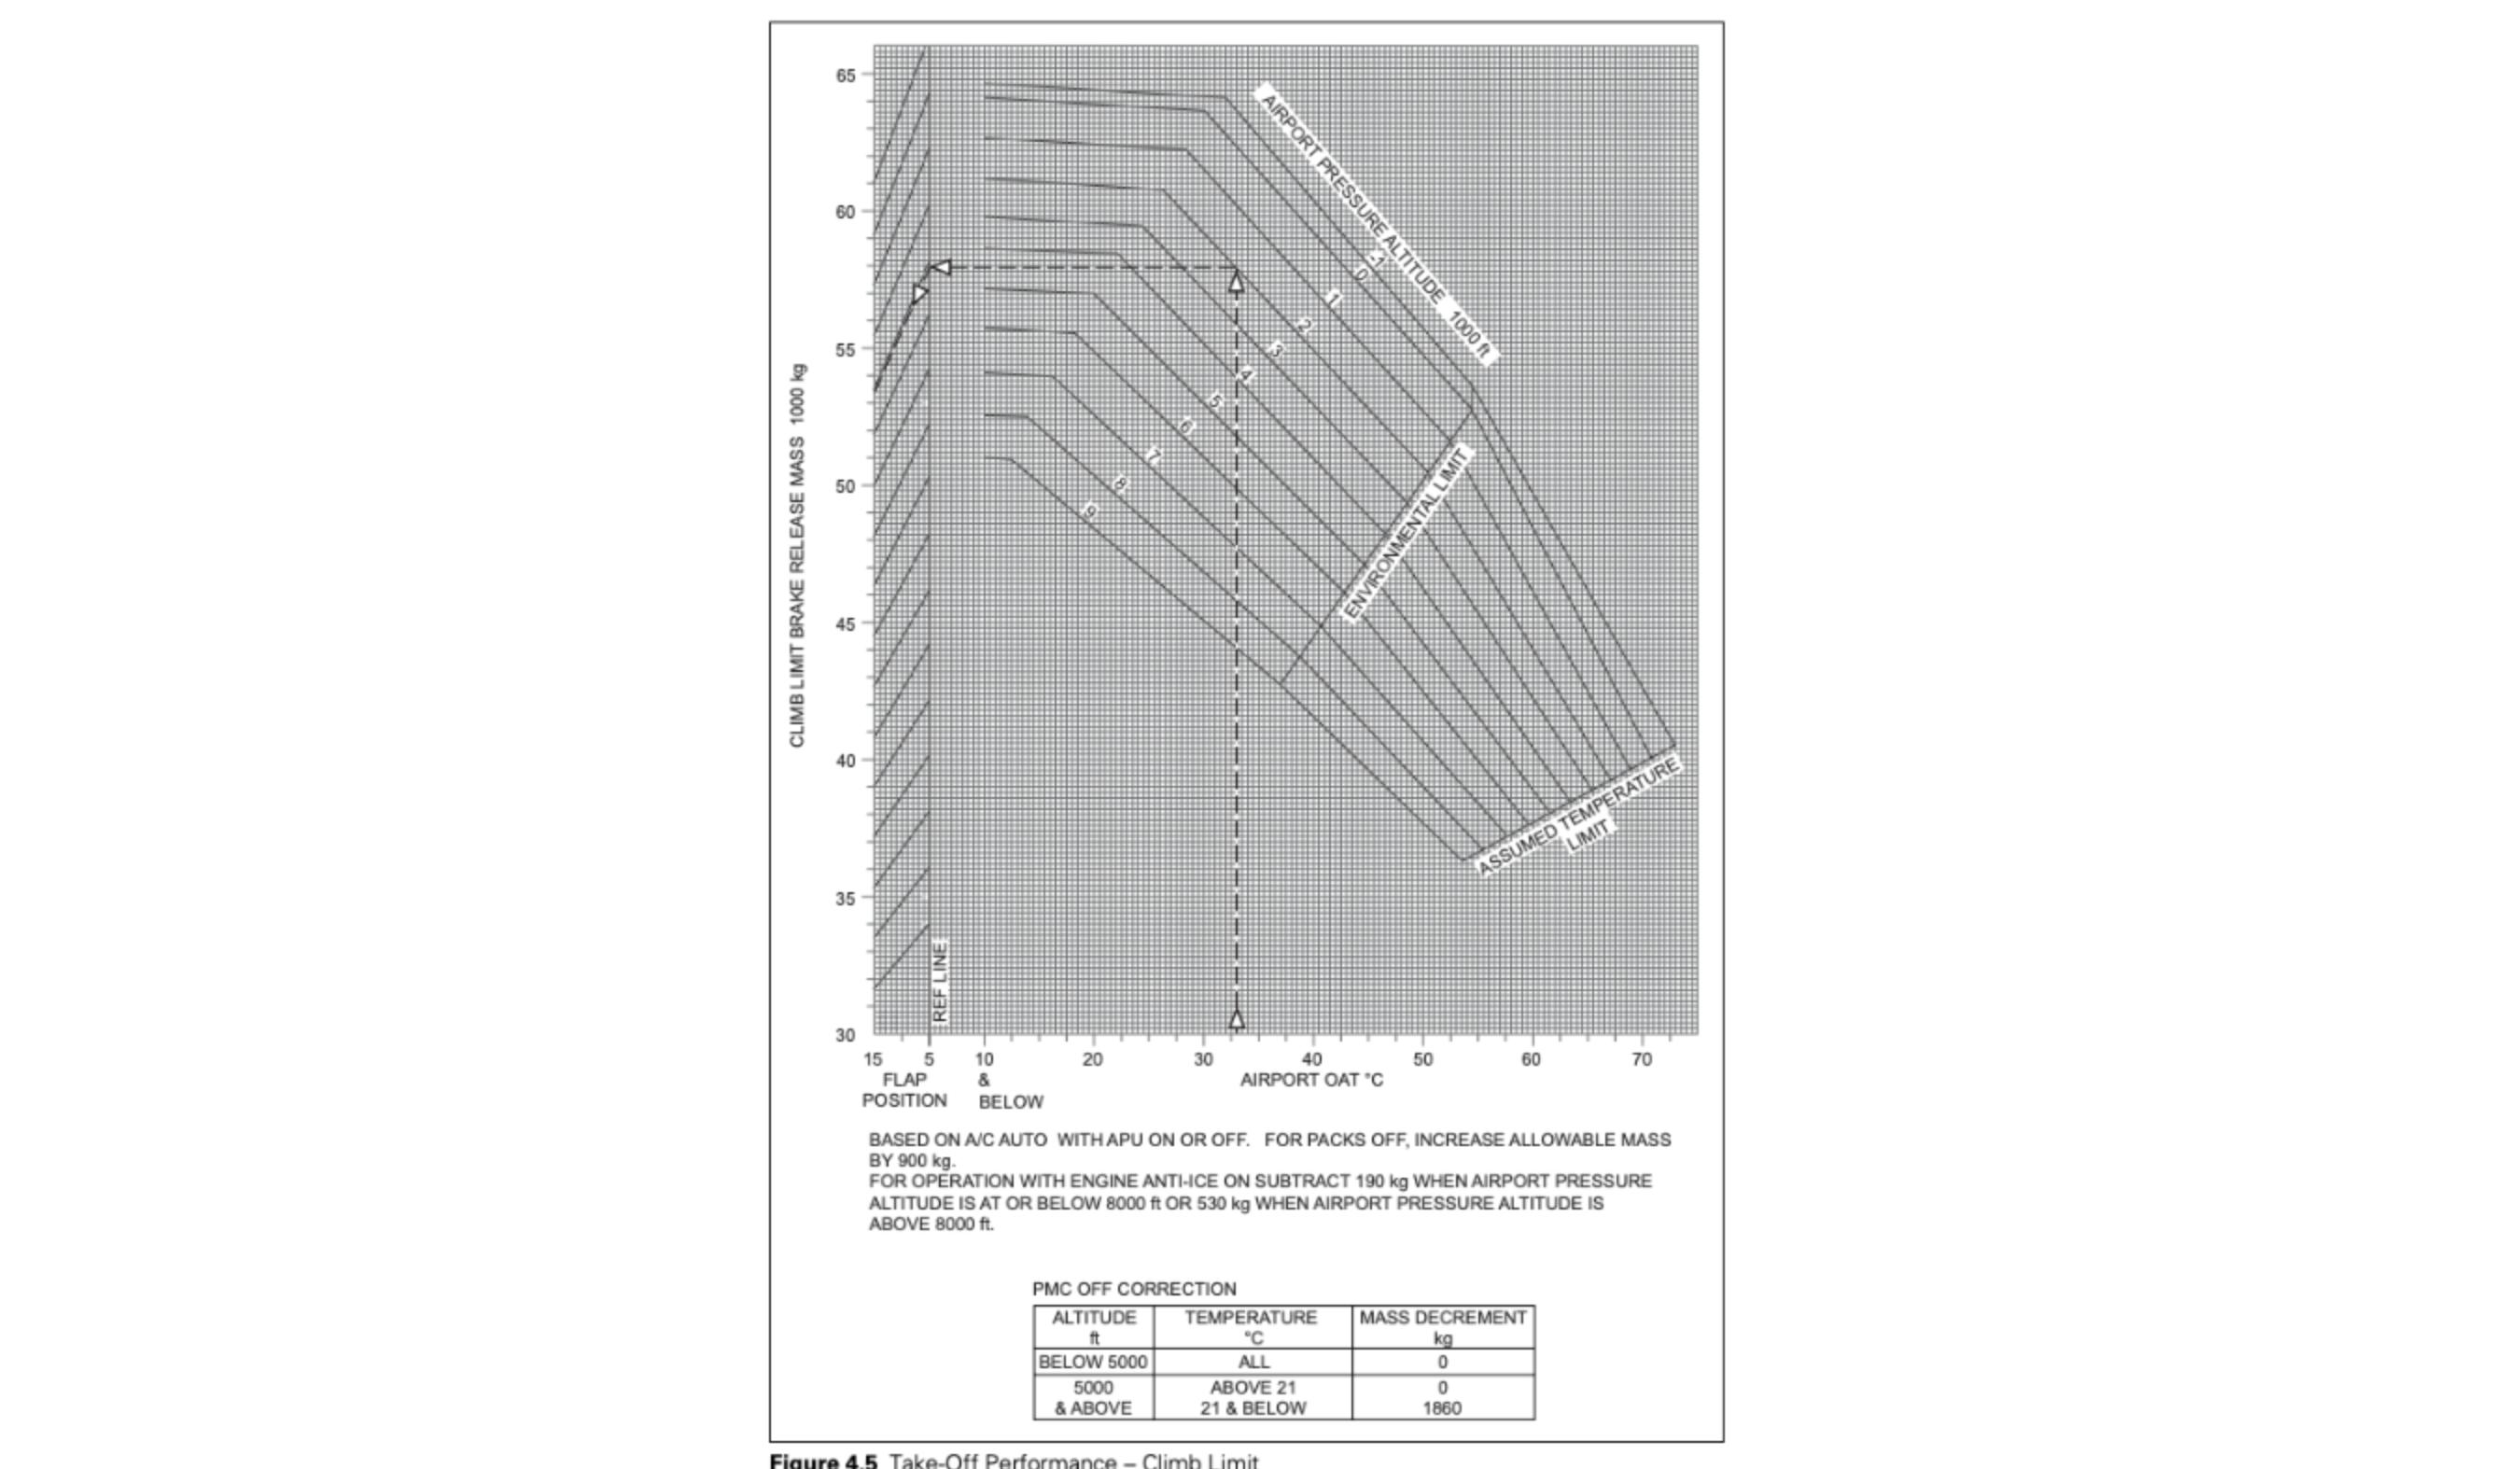 65
60
55
50
45
40
35
30
CLIMB LIMIT BRAKE RELEASE MASS 1000 kg
AIRPORT PRESSURE ALTITUDE 1000 ft
-1
0
1
2
3
4
5
6
7
8
9
ENVIRONMENTAL LIMIT
ASSUMED TEMPERATURE
LIMIT
REF LINE
15 5 10 20 30 40 50 60 70
FLAP & AIRPORT OAT °C
POSITION BELOW
BASED ON A/C AUTO WITH APU ON OR OFF. FOR PACKS OFF, INCREASE ALLOWABLE MASS
BY 900 kg.
FOR OPERATION WITH ENGINE ANTI-ICE ON SUBTRACT 190 kg WHEN AIRPORT PRESSURE
ALTITUDE IS AT OR BELOW 8000 ft OR 530 kg WHEN AIRPORT PRESSURE ALTITUDE IS
ABOVE 8000 ft.
PMC OFF CORRECTION
ALTITUDE TEMPERATURE MASS DECREMENT
ft °C kg
BELOW 5000 ALL 0
5000 ABOVE 21 0
& ABOVE 21 & BELOW 1860
Figure 4.5 Take-Off Performance – Climb Limit